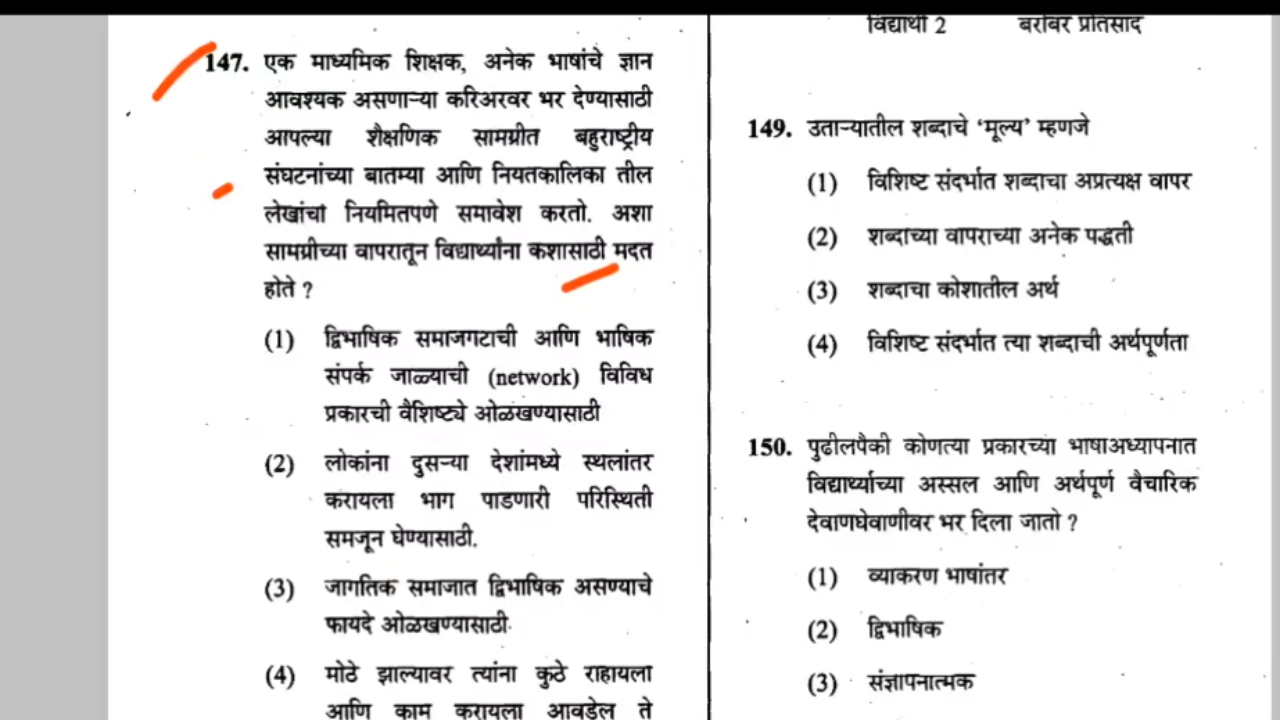 147. एक माध्यमिक शिक्षक, अनेक भाषांचे ज्ञान
आवश्यक असणाऱ्या करिअरवर भर देण्यासाठी
आपल्या शैक्षणिक सामग्रीत बहुराष्ट्रीय
संघटनांच्या बातम्या आणि नियतकालिका तील
लेखांचा नियमितपणे समावेश करतो. अशा
सामग्रीच्या वापरातून विद्यार्थ्यांना कशासाठी मदत
होते ?
(1) द्विभाषिक समाजगटाची आणि भाषिक
संपर्क जाळ्याची (network) विविध
प्रकारची वैशिष्ट्ये ओळखण्यासाठी
(2) लोकांना दुसऱ्या देशांमध्ये स्थलांतर
करायला भाग पाडणारी परिस्थिती
समजून घेण्यासाठी.
(3) जागतिक समाजात द्विभाषिक असण्याचे
फायदे ओळखण्यासाठी
(4) मोठे झाल्यावर त्यांना कुठे राहायला
आणि काम करायला आवडेल ते
विद्यार्थी 2 बरोबर प्रतिसाद
149. उताऱ्यातील शब्दाचे ‘मूल्य’ म्हणजे
(1) विशिष्ट संदर्भात शब्दाचा अप्रत्यक्ष वापर
(2) शब्दाच्या वापराच्या अनेक पद्धती
(3) शब्दाचा कोशातील अर्थ
(4) विशिष्ट संदर्भात त्या शब्दाची अर्थपूर्णता
150. पुढीलपैकी कोणत्या प्रकारच्या भाषाअध्यापनात
विद्यार्थ्याच्या अस्सल आणि अर्थपूर्ण वैचारिक
देवाणघेवाणीवर भर दिला जातो ?
(1) व्याकरण भाषांतर
(2) द्विभाषिक
(3) संज्ञापनात्मक